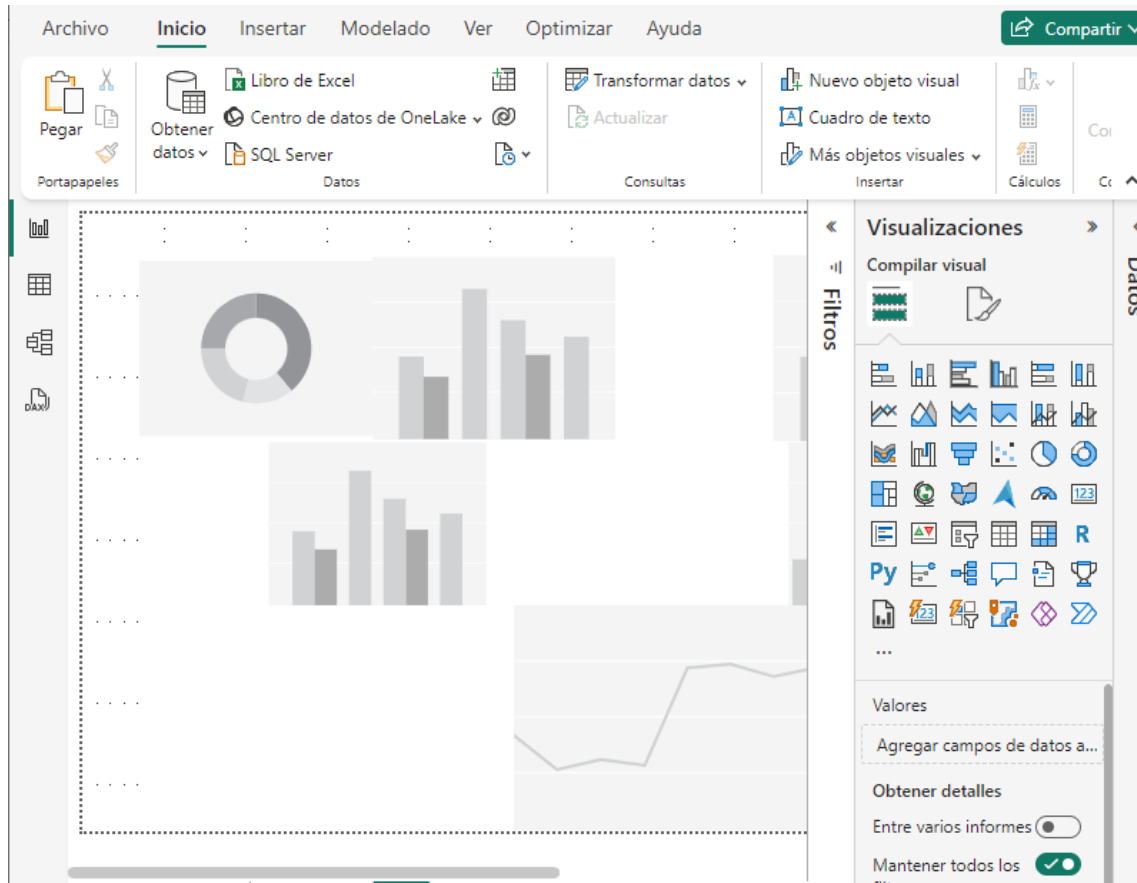 Archivo Inicio Insertar Modelado Ver Optimizar Ayuda Compartir
Pegar
Portapapeles
Obtener
datos
Libro de Excel
Centro de datos de OneLake
SQL Server
Datos
Transformar datos
Actualizar
Consultas
Nuevo objeto visual
Cuadro de texto
Más objetos visuales
Insertar
Cálculos
DAX
Filtros
Visualizaciones
Compilar visual
123
R
Py
123
...
Valores
Agregar campos de datos a...
Obtener detalles
Entre varios informes
Mantener todos los
Datos